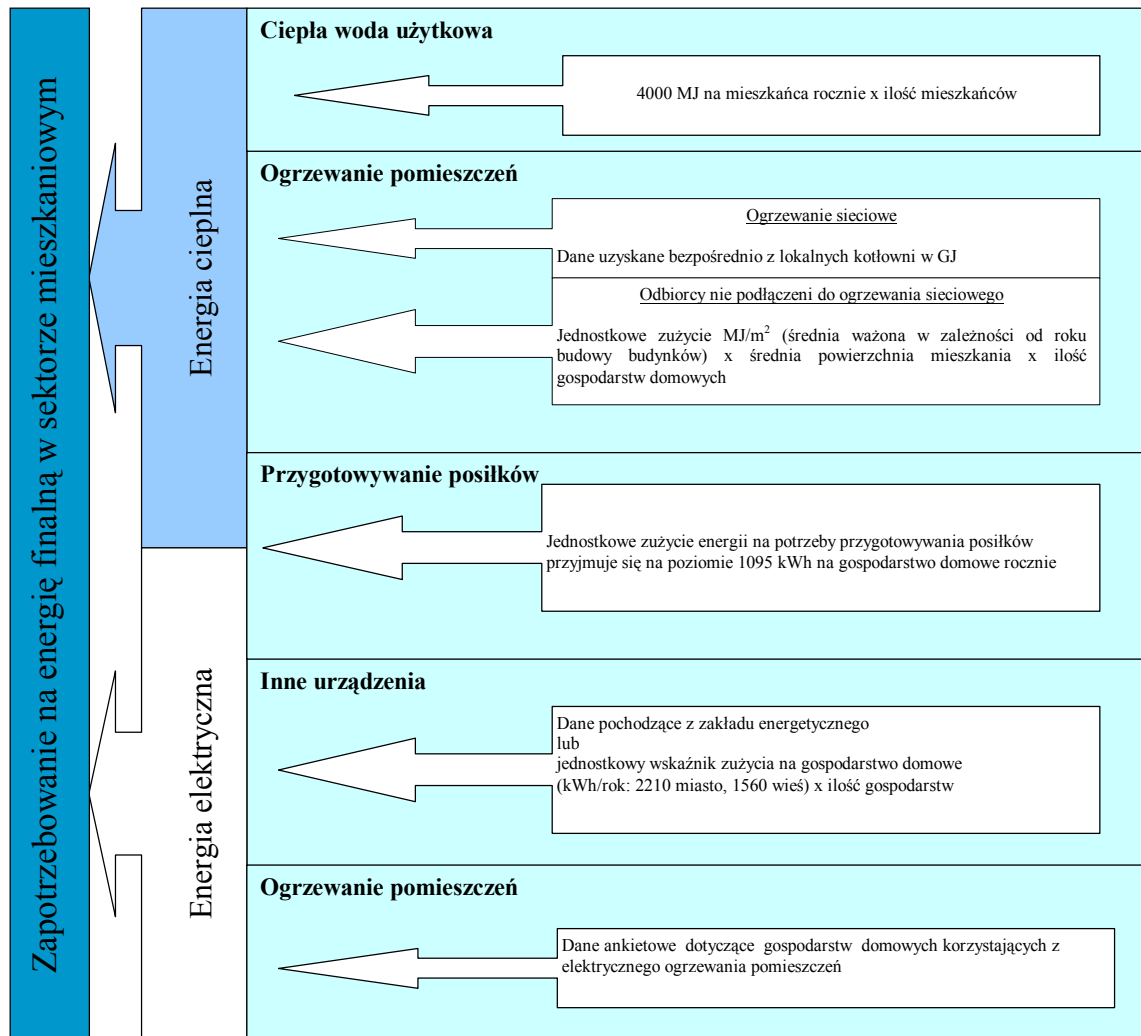 Zapotrzebowanie na energię finalną w sektorze mieszkaniowym
Energia cieplna
Energia elektryczna
Ciepła woda użytkowa
4000 MJ na mieszkańca rocznie x ilość mieszkańców
Ogrzewanie pomieszczeń
Ogrzewanie sieciowe
Dane uzyskane bezpośrednio z lokalnych kotłowni w GJ
Odbiorcy nie podłączeni do ogrzewania sieciowego
Jednostkowe zużycie MJ/m² (średnia ważona w zależności od roku
budowy budynków) x średnia powierzchnia mieszkania x ilość
gospodarstw domowych
Przygotowywanie posiłków
Jednostkowe zużycie energii na potrzeby przygotowywania posiłków
przyjmuje się na poziomie 1095 kWh na gospodarstwo domowe rocznie
Inne urządzenia
Dane pochodzące z zakładu energetycznego
lub
jednostkowy wskaźnik zużycia na gospodarstwo domowe
(kWh/rok: 2210 miasto, 1560 wieś) x ilość gospodarstw
Ogrzewanie pomieszczeń
Dane ankietowe dotyczące gospodarstw domowych korzystających z
elektrycznego ogrzewania pomieszczeń